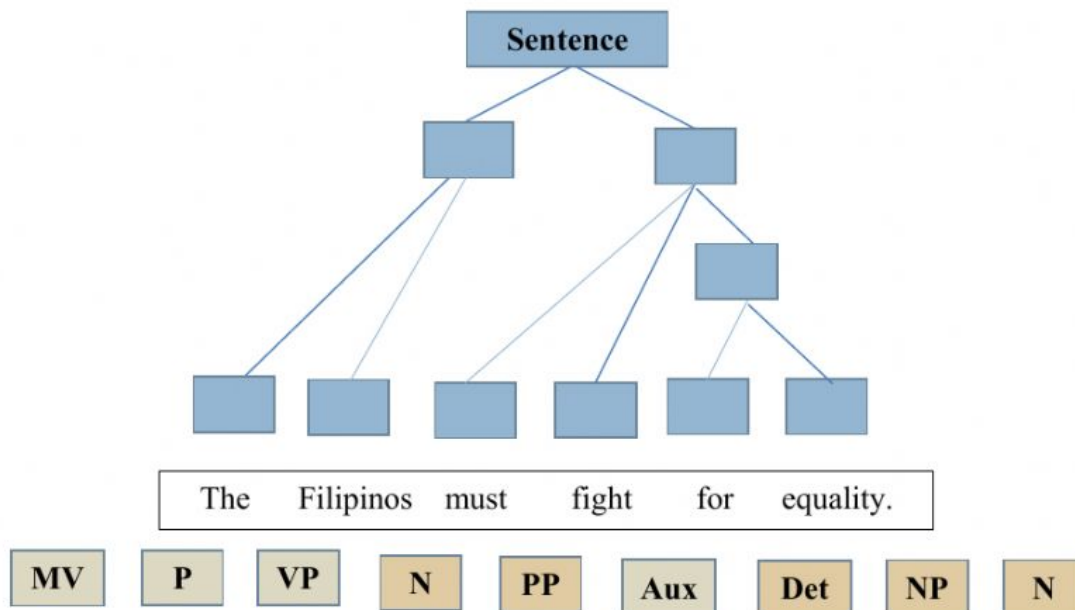 Sentence
The Filipinos must fight for equality.
MV P VP N PP Aux Det NP N